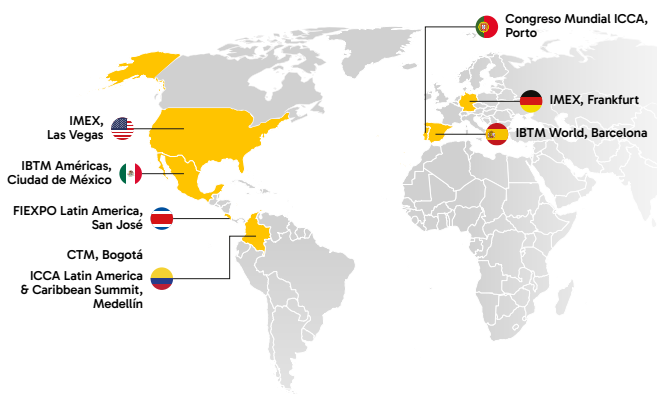 Congreso Mundial ICCA,
Porto
IMEX, Frankfurt
IBTM World, Barcelona
IMEX,
Las Vegas
IBTM Américas,
Ciudad de México
FIEXPO Latin America,
San José
CTM, Bogotá
ICCA Latin America
& Caribbean Summit,
Medellín